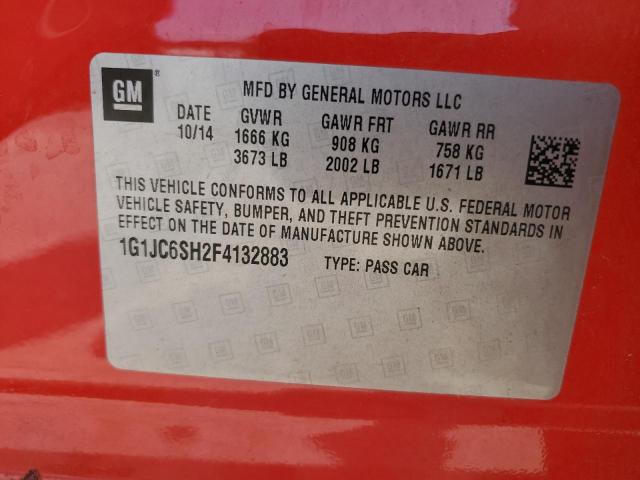 GM ® MFD BY GENERAL MOTORS LLC
DATE GVWR GAWR FRT GAWR RR
10/14 1666 KG 908 KG 758 KG
3673 LB 2002 LB 1671 LB
THIS VEHICLE CONFORMS TO ALL APPLICABLE U.S. FEDERAL MOTOR
VEHICLE SAFETY, BUMPER, AND THEFT PREVENTION STANDARDS IN
EFFECT ON THE DATE OF MANUFACTURE SHOWN ABOVE.
1G1JC6SH2F4132883 TYPE: PASS CAR